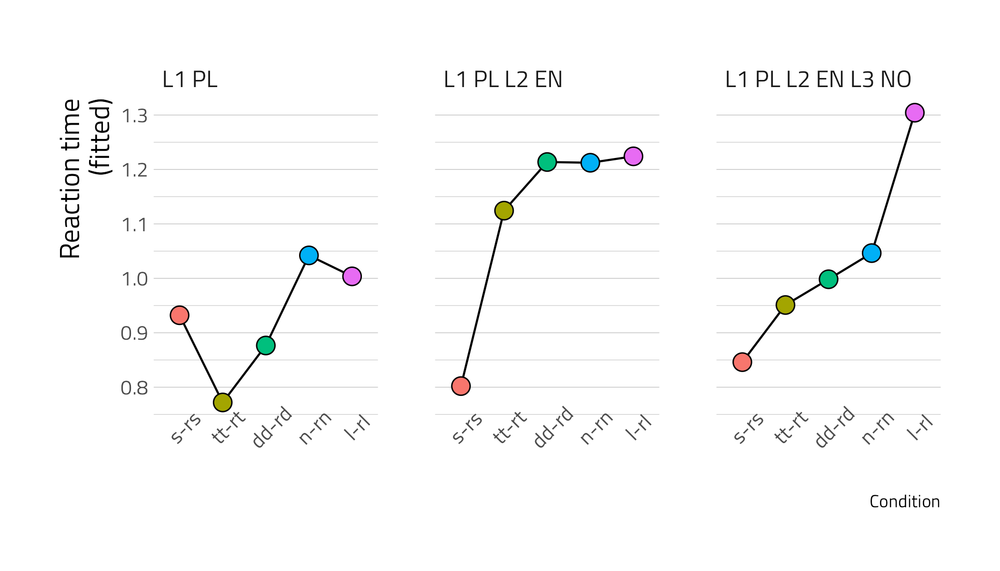 L1 PL
L1 PL L2 EN
L1 PL L2 EN L3 NO
Reaction time
(fittted)
1.3
1.2
1.1
1.0
0.9
0.8
s-rs
tt-rt
dd-rd
n-rn
l-rl
s-rs
tt-rt
dd-rd
n-rn
l-rl
s-rs
tt-rt
dd-rd
n-rn
l-rl
Condition